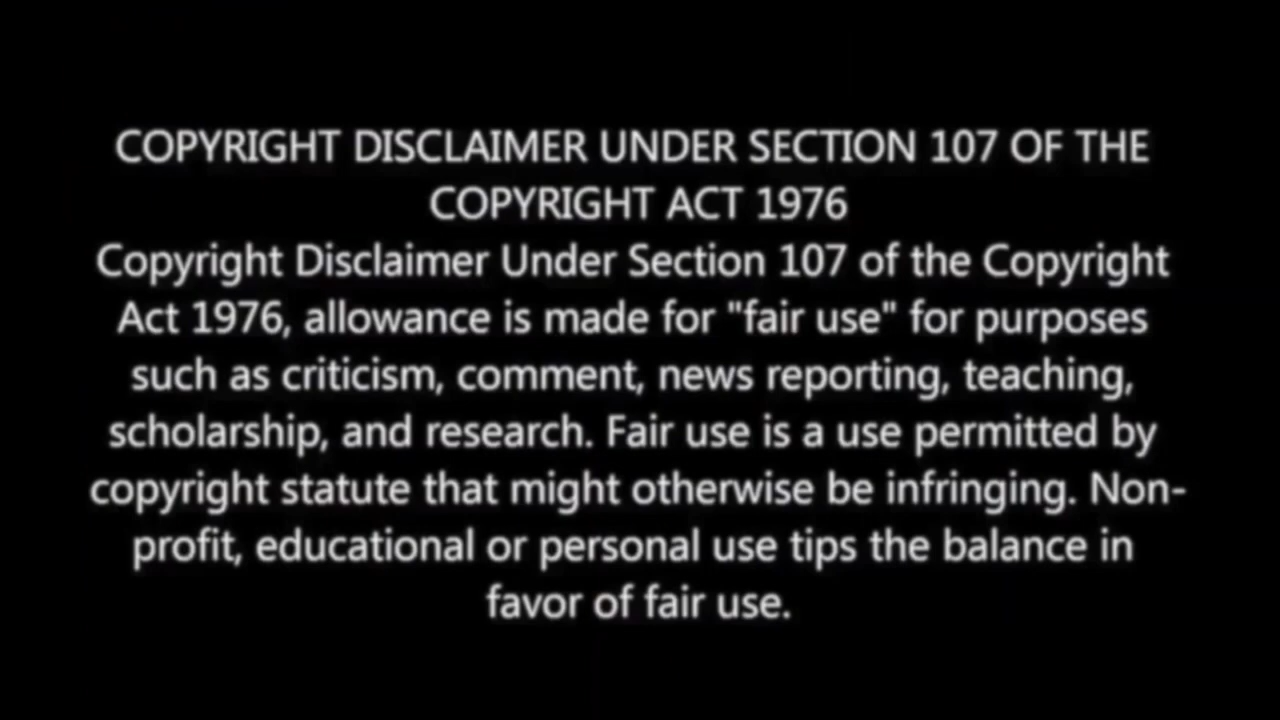 COPYRIGHT DISCLAIMER UNDER SECTION 107 OF THE
COPYRIGHT ACT 1976
Copyright Disclaimer Under Section 107 of the Copyright
Act 1976, allowance is made for "fair use" for purposes
such as criticism, comment, news reporting, teaching,
scholarship, and research. Fair use is a use permitted by
copyright statute that might otherwise be infringing. Non-
profit, educational or personal use tips the balance in
favor of fair use.